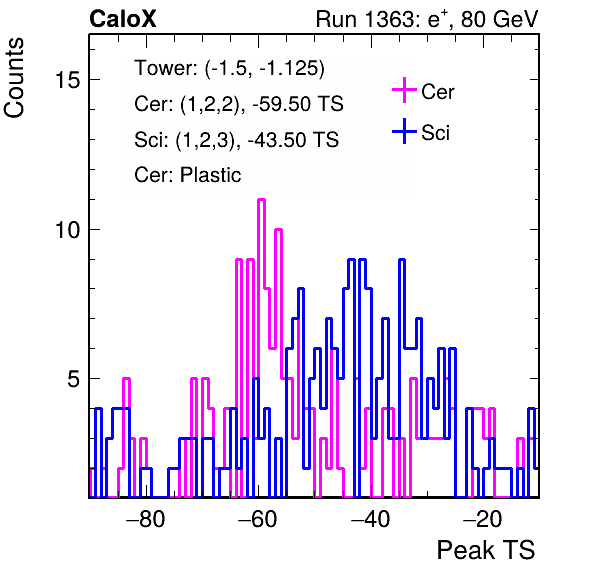 CaloX Run 1363: e⁺, 80 GeV
Counts
15
10
5
Tower: (-1.5, -1.125)
Cer: (1,2,2), -59.50 TS
Sci: (1,2,3), -43.50 TS
Cer: Plastic
Cer
Sci
−80 −60 −40 −20
Peak TS